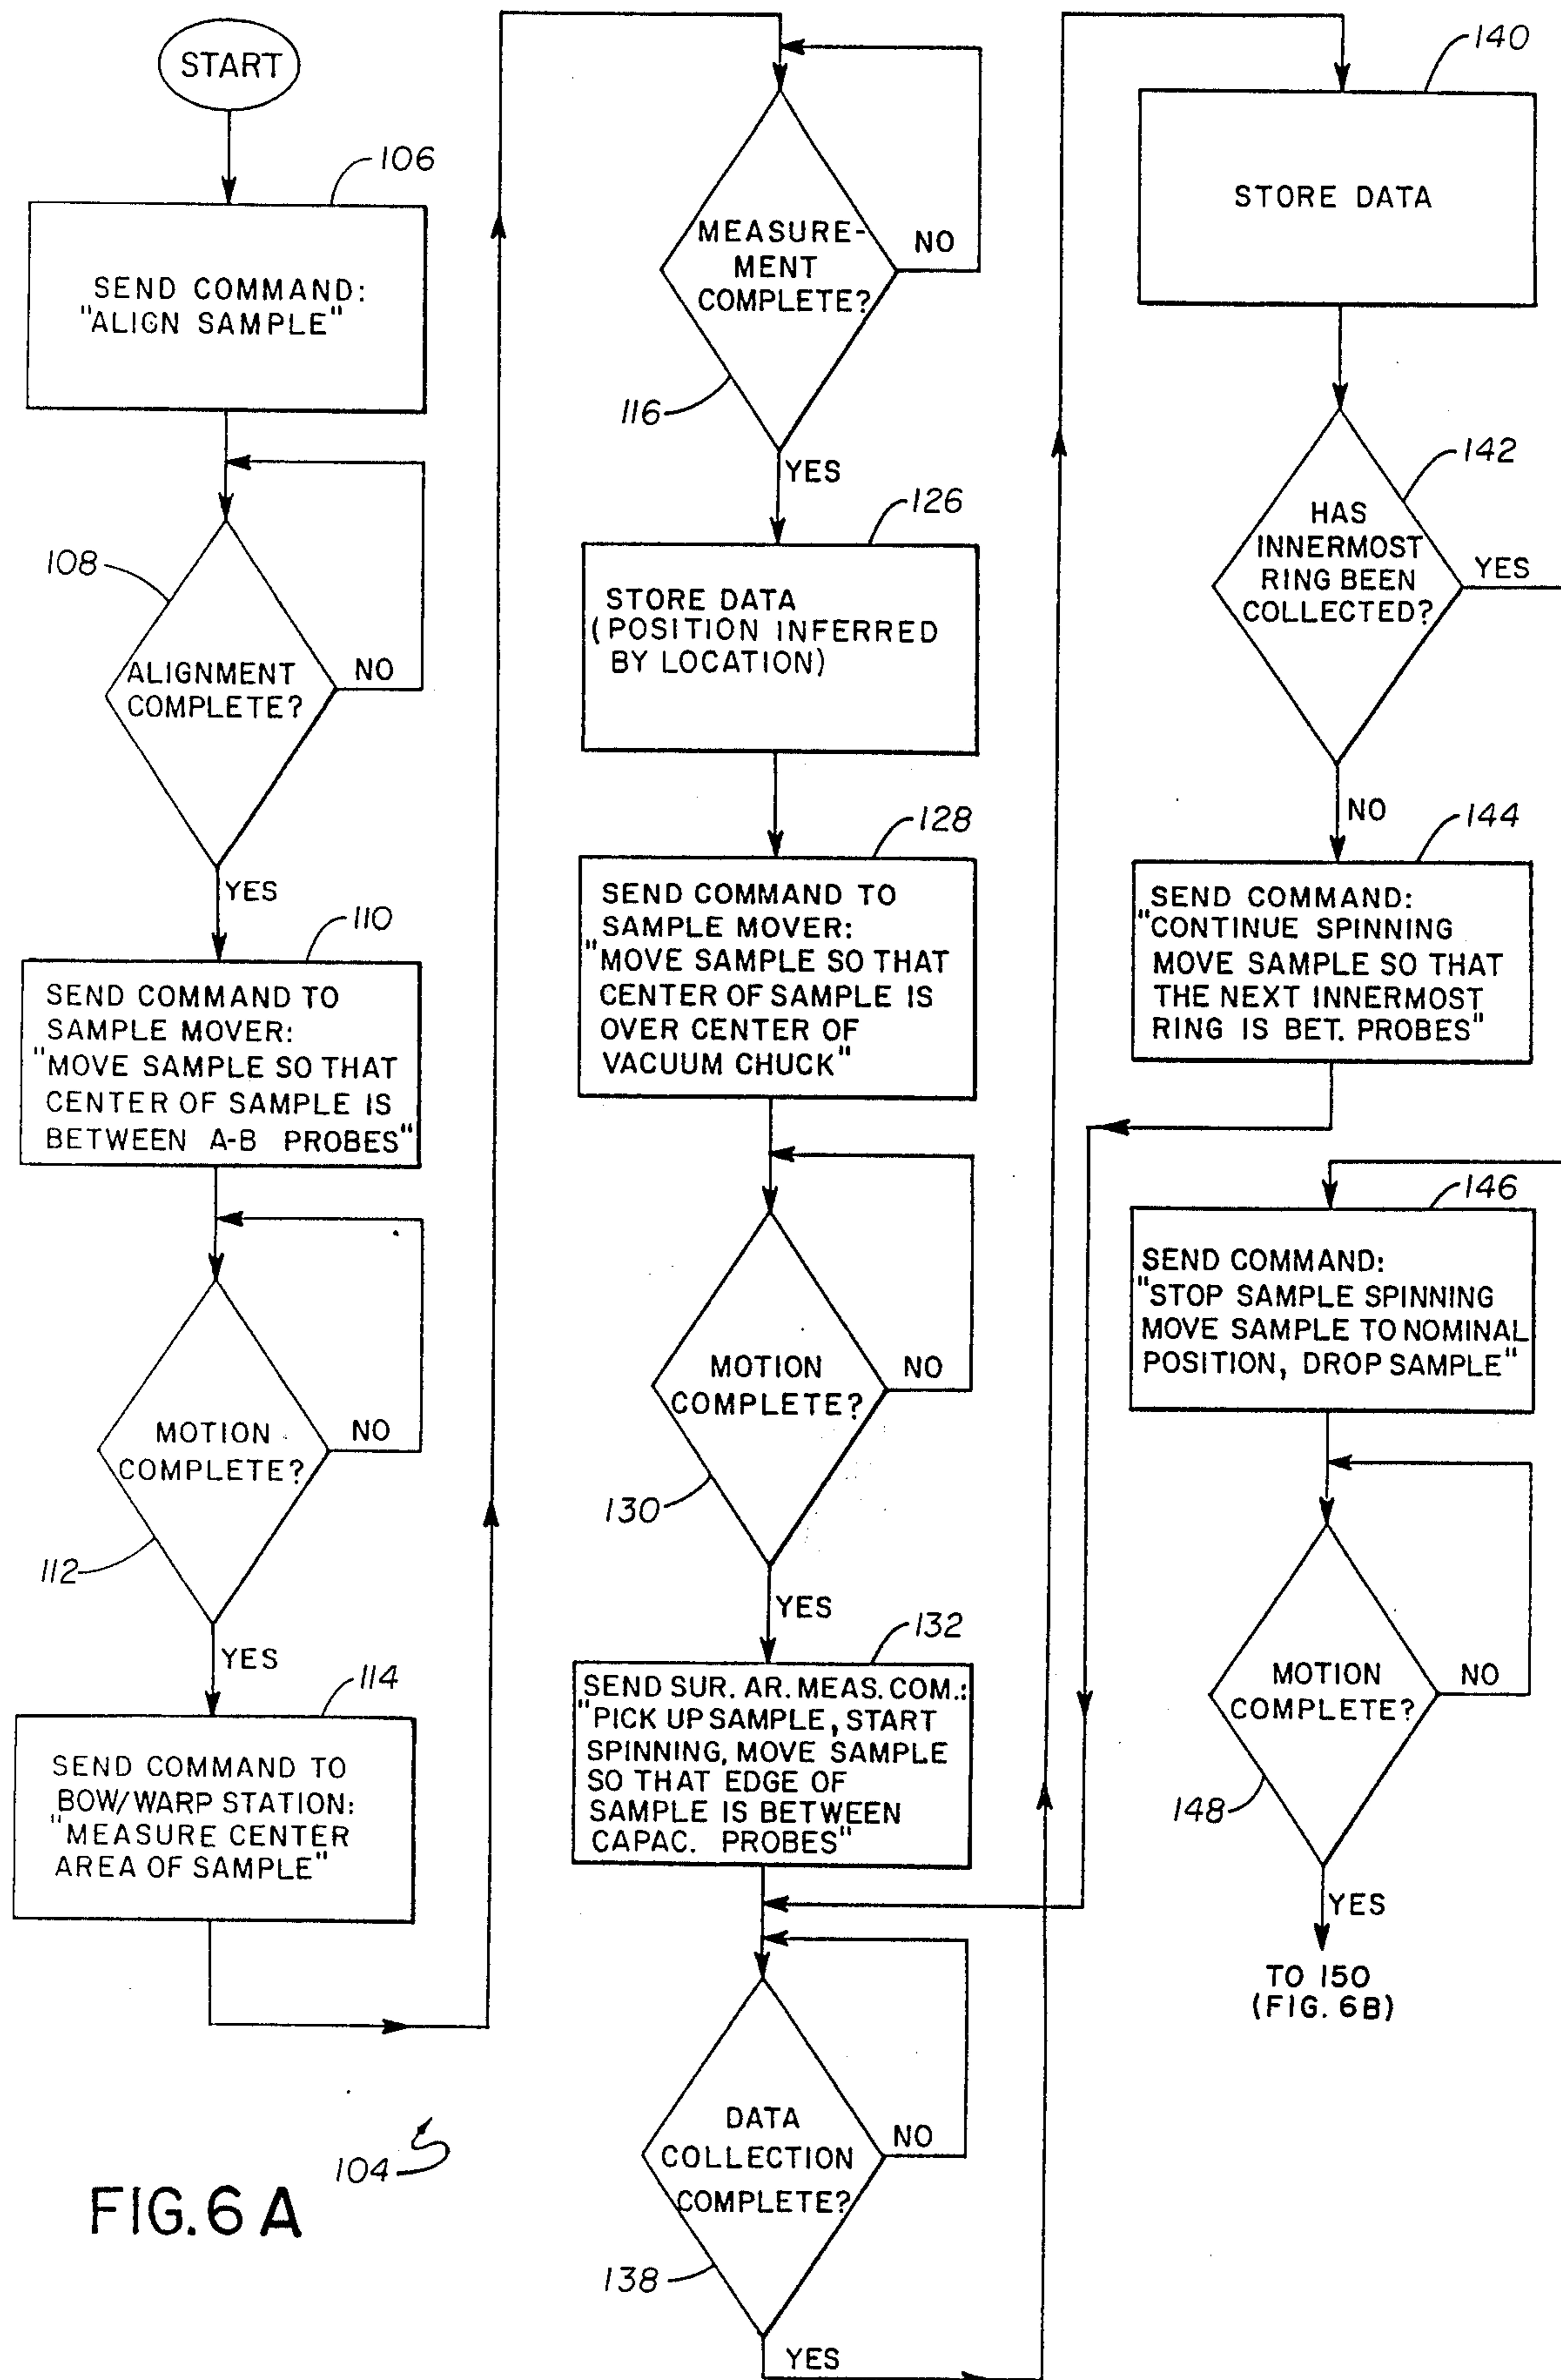 START
106
SEND COMMAND:
"ALIGN SAMPLE"
108
ALIGNMENT
COMPLETE?
NO
YES
110
SEND COMMAND TO
SAMPLE MOVER:
"MOVE SAMPLE SO THAT
CENTER OF SAMPLE IS
BETWEEN A-B PROBES"
MOTION
COMPLETE?
NO
112
YES
114
SEND COMMAND TO
BOW/WARP STATION:
"MEASURE CENTER
AREA OF SAMPLE"
MEASURE-
MENT
COMPLETE?
NO
116
YES
126
STORE DATA
(POSITION INFERRED
BY LOCATION)
128
SEND COMMAND TO
SAMPLE MOVER:
"MOVE SAMPLE SO THAT
CENTER OF SAMPLE IS
OVER CENTER OF
VACUUM CHUCK"
MOTION
COMPLETE?
NO
130
YES
132
SEND SUR. AR. MEAS. COM.:
"PICK UP SAMPLE, START
SPINNING, MOVE SAMPLE
SO THAT EDGE OF
SAMPLE IS BETWEEN
CAPAC. PROBES"
DATA
COLLECTION
COMPLETE?
NO
138
YES
140
STORE DATA
142
HAS
INNERMOST
RING BEEN
COLLECTED?
YES
NO
144
SEND COMMAND:
"CONTINUE SPINNING
MOVE SAMPLE SO THAT
THE NEXT INNERMOST
RING IS BET. PROBES"
146
SEND COMMAND:
"STOP SAMPLE SPINNING
MOVE SAMPLE TO NOMINAL
POSITION, DROP SAMPLE"
MOTION
COMPLETE?
NO
148
YES
TO 150
(FIG. 6B)
104
FIG. 6A